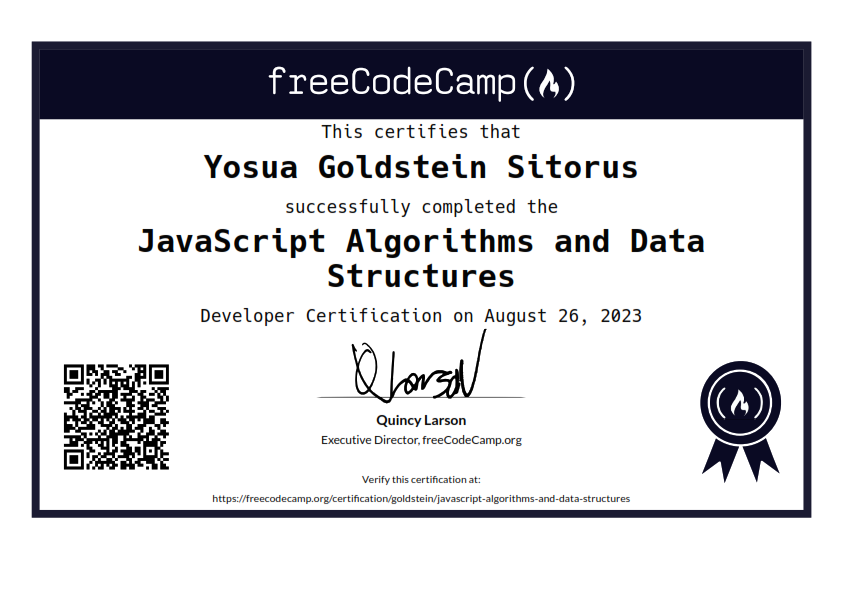 freeCodeCamp
This certifies that
Yosua Goldstein Sitorus
successfully completed the
JavaScript Algorithms and Data
Structures
Developer Certification on August 26, 2023
Q Larson
Quincy Larson
Executive Director, freeCodeCamp.org
Verify this certification at:
https://freecodecamp.org/certification/goldstein/javascript-algorithms-and-data-structures